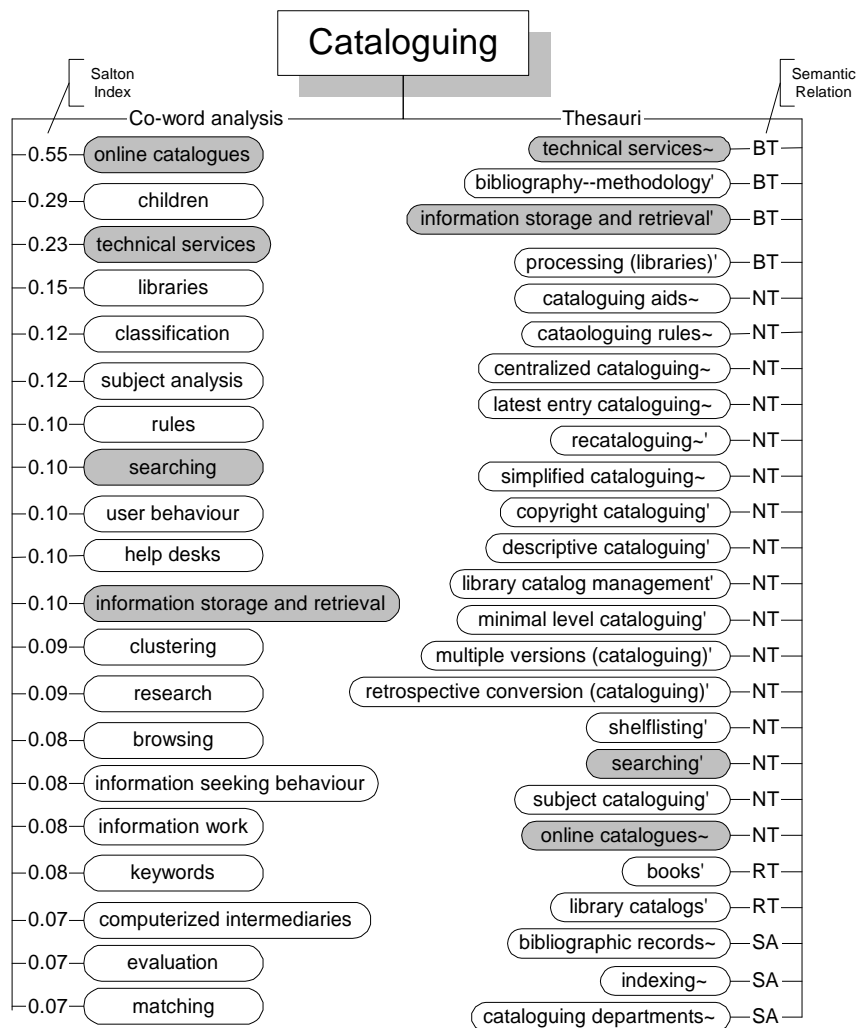 Cataloguing
Salton
Index
Semantic
Relation
Co-word analysis
Thesauri
0.55 online catalogues
0.29 children
0.23 technical services
0.15 libraries
0.12 classification
0.12 subject analysis
0.10 rules
0.10 searching
0.10 user behaviour
0.10 help desks
0.10 information storage and retrieval
0.09 clustering
0.09 research
0.08 browsing
0.08 information seeking behaviour
0.08 information work
0.08 keywords
0.07 computerized intermediaries
0.07 evaluation
0.07 matching
technical services~ BT
bibliography--methodology' BT
information storage and retrieval' BT
processing (libraries)' BT
cataloguing aids~ NT
cataologuing rules~ NT
centralized cataloguing~ NT
latest entry cataloguing~ NT
recataloguing~' NT
simplified cataloguing~ NT
copyright cataloguing' NT
descriptive cataloguing' NT
library catalog management' NT
minimal level cataloguing' NT
multiple versions (cataloguing)' NT
retrospective conversion (cataloguing)' NT
shelflisting' NT
searching' NT
subject cataloguing' NT
online catalogues~ NT
books' RT
library catalogs' RT
bibliographic records~ SA
indexing~ SA
cataloguing departments~ SA